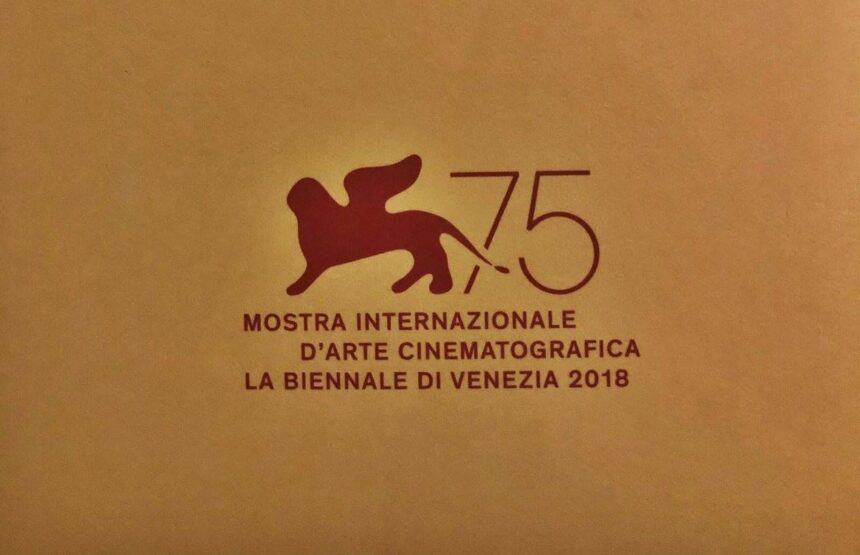 75
MOSTRA INTERNAZIONALE
D'ARTE CINEMATOGRAFICA
LA BIENNALE DI VENEZIA 2018